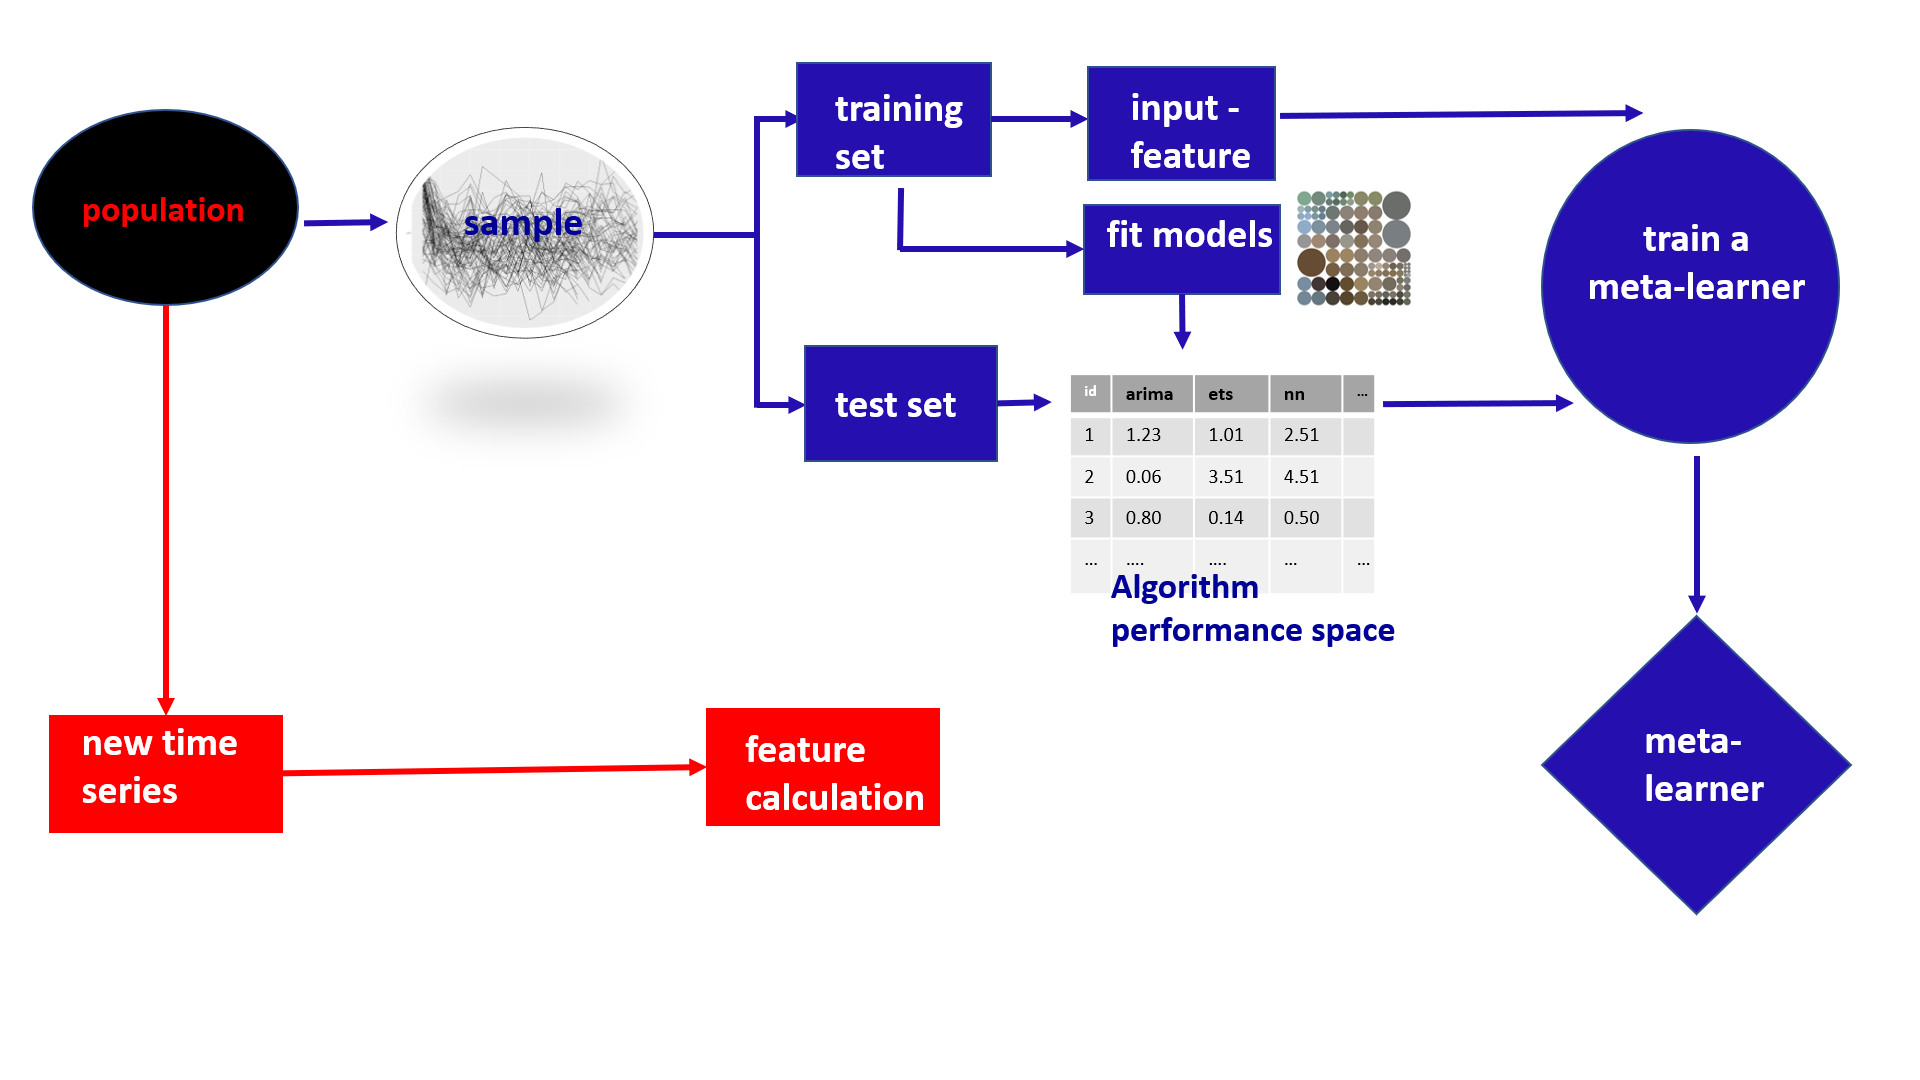 population
sample
training
set
input -
feature
fit models
train a
meta-learner
test set
id arima ets nn ...
1 1.23 1.01 2.51
2 0.06 3.51 4.51
3 0.80 0.14 0.50
... .... .... ... ...
Algorithm
performance space
new time
series
feature
calculation
meta-
learner